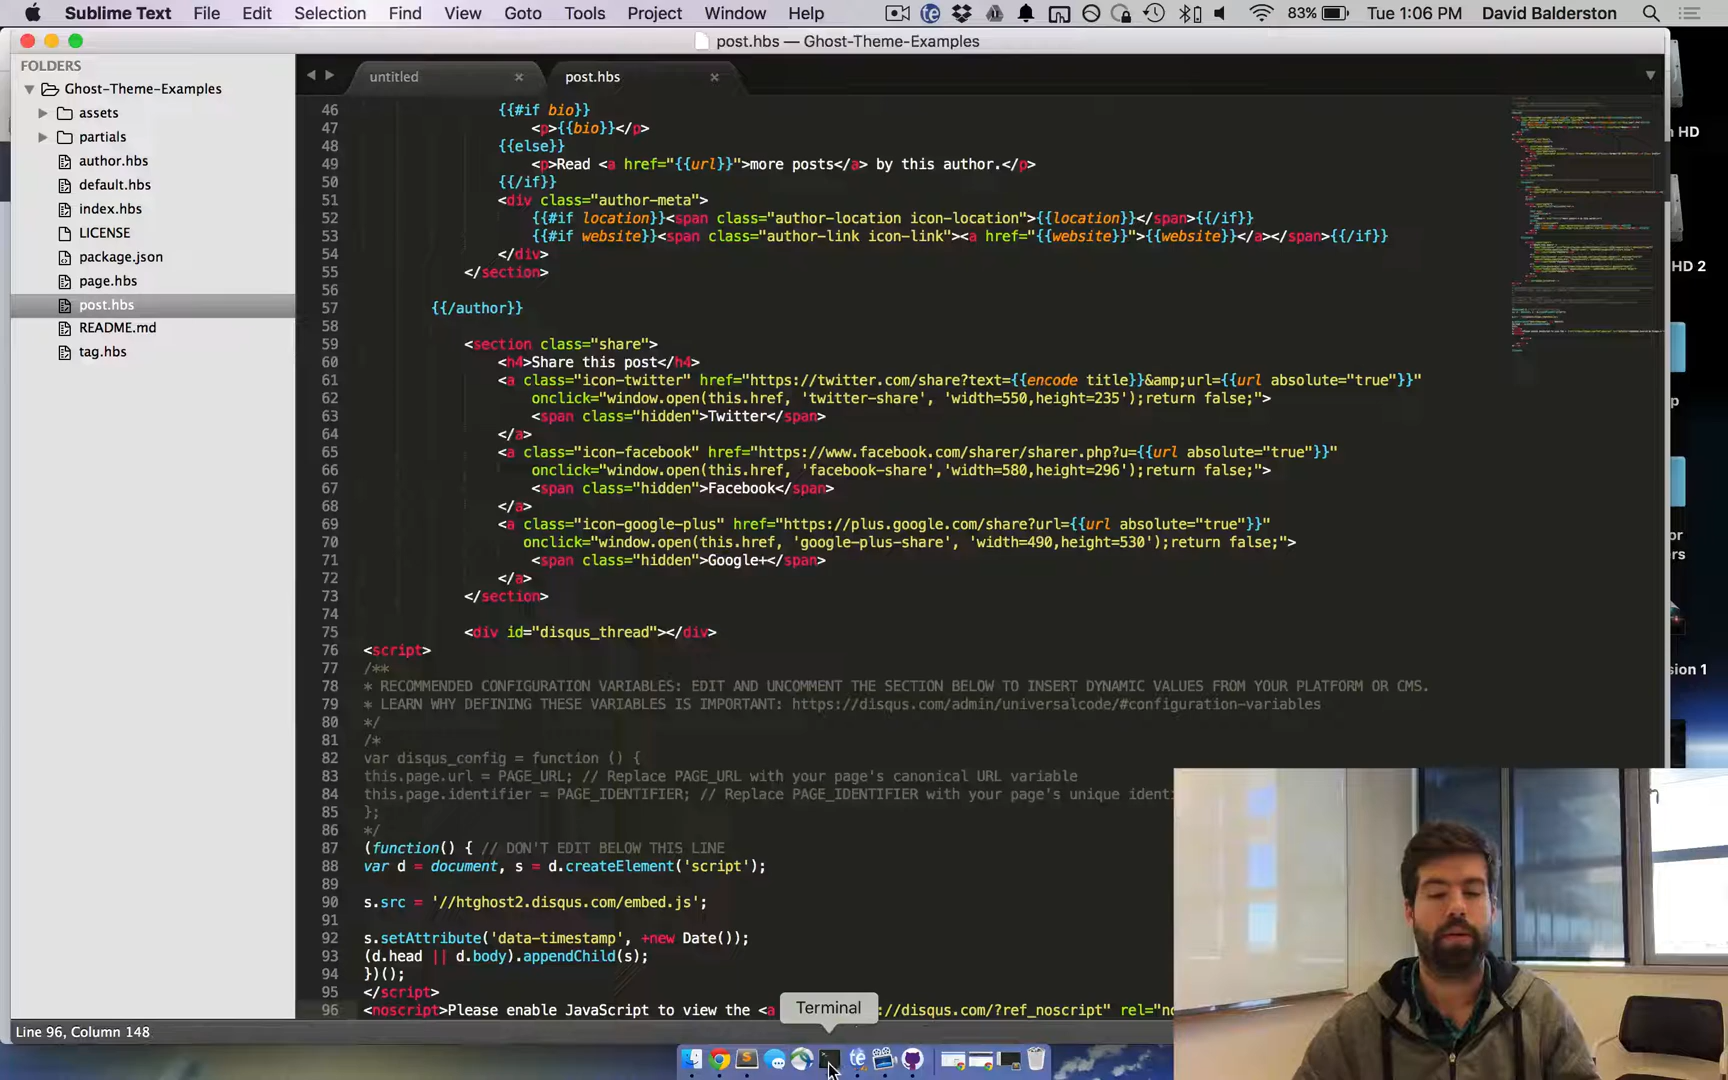 Sublime Text File Edit Selection Find View Goto Tools Project Window Help 83% Tue 1:06 PM David Balderston
post.hbs — Ghost-Theme-Examples
FOLDERS
Ghost-Theme-Examples
assets
partials
author.hbs
default.hbs
index.hbs
LICENSE
package.json
page.hbs
post.hbs
README.md
tag.hbs
untitled × post.hbs ×
46 {{#if bio}}
47 <p>{{bio}}</p>
48 {{else}}
49 <p>Read <a href="{{url}}">more posts</a> by this author.</p>
50 {{/if}}
51 <div class="author-meta">
52 {{#if location}}<span class="author-location icon-location">{{location}}</span>{{/if}}
53 {{#if website}}<span class="author-link icon-link"><a href="{{website}}">{{website}}</a></span>{{/if}}
54 </div>
55 </section>
56
57 {{/author}}
58
59 <section class="share">
60 <h4>Share this post</h4>
61 <a class="icon-twitter" href="https://twitter.com/share?text={{encode title}}&amp;url={{url absolute="true"}}"
62 onclick="window.open(this.href, 'twitter-share', 'width=550,height=235');return false;">
63 <span class="hidden">Twitter</span>
64 </a>
65 <a class="icon-facebook" href="https://www.facebook.com/sharer/sharer.php?u={{url absolute="true"}}"
66 onclick="window.open(this.href, 'facebook-share','width=580,height=296');return false;">
67 <span class="hidden">Facebook</span>
68 </a>
69 <a class="icon-google-plus" href="https://plus.google.com/share?url={{url absolute="true"}}"
70 onclick="window.open(this.href, 'google-plus-share', 'width=490,height=530');return false;">
71 <span class="hidden">Google+</span>
72 </a>
73 </section>
74
75 <div id="disqus_thread"></div>
76 <script>
77 /**
78 * RECOMMENDED CONFIGURATION VARIABLES: EDIT AND UNCOMMENT THE SECTION BELOW TO INSERT DYNAMIC VALUES FROM YOUR PLATFORM OR CMS.
79 * LEARN WHY DEFINING THESE VARIABLES IS IMPORTANT: https://disqus.com/admin/universalcode/#configuration-variables
80 */
81 /*
82 var disqus_config = function () {
83 this.page.url = PAGE_URL; // Replace PAGE_URL with your page's canonical URL variable
84 this.page.identifier = PAGE_IDENTIFIER; // Replace PAGE_IDENTIFIER with your page's unique identi
85 };
86 */
87 (function() { // DON'T EDIT BELOW THIS LINE
88 var d = document, s = d.createElement('script');
89
90 s.src = '//htghost2.disqus.com/embed.js';
91
92 s.setAttribute('data-timestamp', +new Date());
93 (d.head || d.body).appendChild(s);
94 })();
95 </script>
96 <noscript>Please enable JavaScript to view the <a ://disqus.com/?ref_noscript" rel="no
Terminal
Line 96, Column 148
HD
HD 2
sion 1